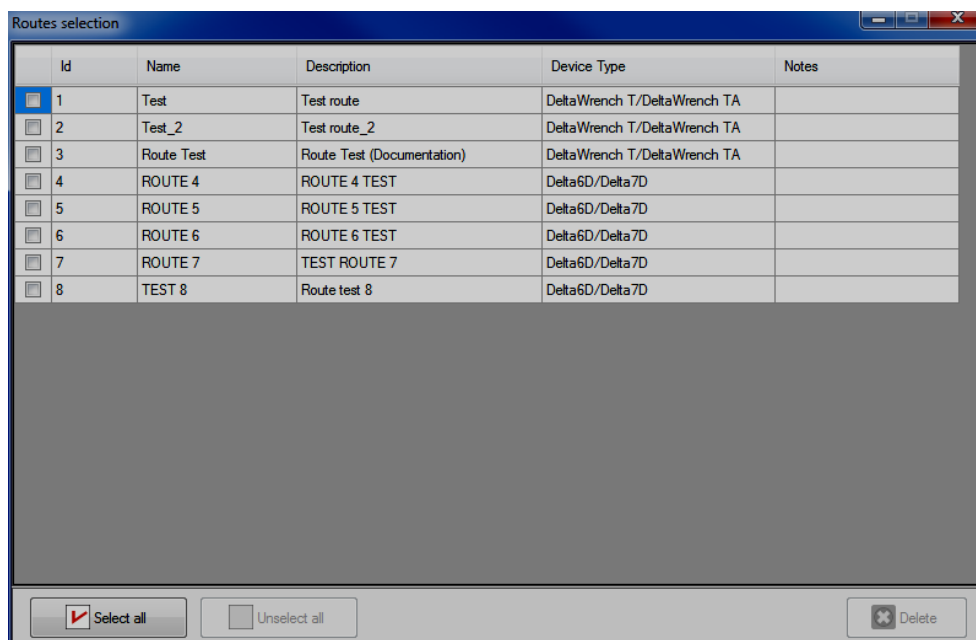 Routes selection
Id Name Description Device Type Notes
1 Test Test route DeltaWrench T/DeltaWrench TA
2 Test_2 Test route_2 DeltaWrench T/DeltaWrench TA
3 Route Test Route Test (Documentation) DeltaWrench T/DeltaWrench TA
4 ROUTE 4 ROUTE 4 TEST Delta6D/Delta7D
5 ROUTE 5 ROUTE 5 TEST Delta6D/Delta7D
6 ROUTE 6 ROUTE 6 TEST Delta6D/Delta7D
7 ROUTE 7 TEST ROUTE 7 Delta6D/Delta7D
8 TEST 8 Route test 8 Delta6D/Delta7D
Select all Unselect all Delete